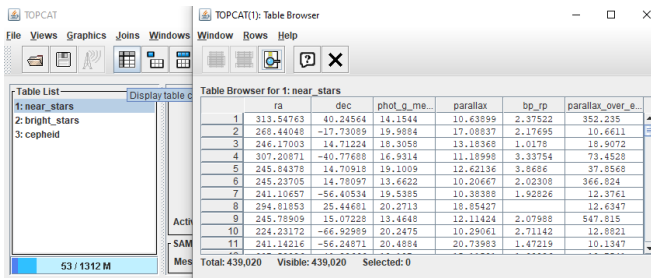 TOPCAT
File Views Graphics Joins Windows
Table List
Display table c
1: near_stars
2: bright_stars
3: cepheid
Activ
SAM
Mes
53 / 1312 M
TOPCAT(1): Table Browser
Window Rows Help
Table Browser for 1: near_stars
ra dec phot_g_me... parallax bp_rp parallax_over_e...
1 313.54763 40.24564 14.1544 10.63899 2.37522 352.235
2 268.44048 -17.73089 19.9884 17.08837 2.17695 10.6611
3 246.17003 14.71224 18.3058 13.18368 1.0178 18.9072
4 307.20871 -40.77688 16.9314 11.18998 3.33754 73.4528
5 245.84378 14.70918 19.1009 12.62136 3.8686 37.8568
6 245.23705 14.78097 13.6622 10.20667 2.02308 366.824
7 241.10657 -56.40534 19.5385 10.38388 1.92826 12.3761
8 294.81853 25.44681 20.2713 18.85427 12.6347
9 245.78909 15.07228 13.4648 12.11424 2.07988 547.815
10 224.23172 -66.92989 20.2475 10.29061 2.71142 12.8821
11 241.14216 -56.24871 20.4884 20.73983 1.47219 10.1347
Total: 439,020 Visible: 439,020 Selected: 0